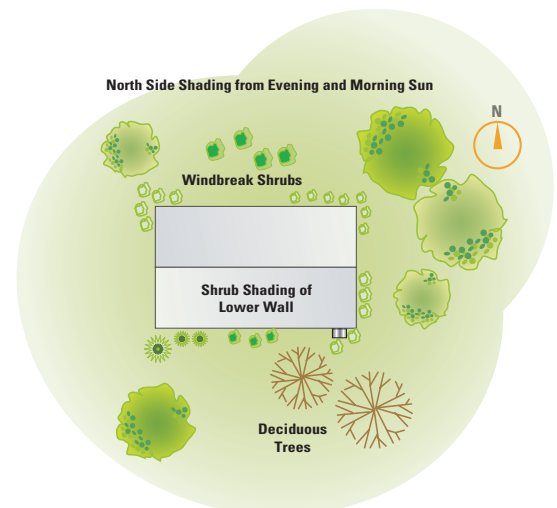 North Side Shading from Evening and Morning Sun
N
Windbreak Shrubs
Shrub Shading of
Lower Wall
Deciduous
Trees